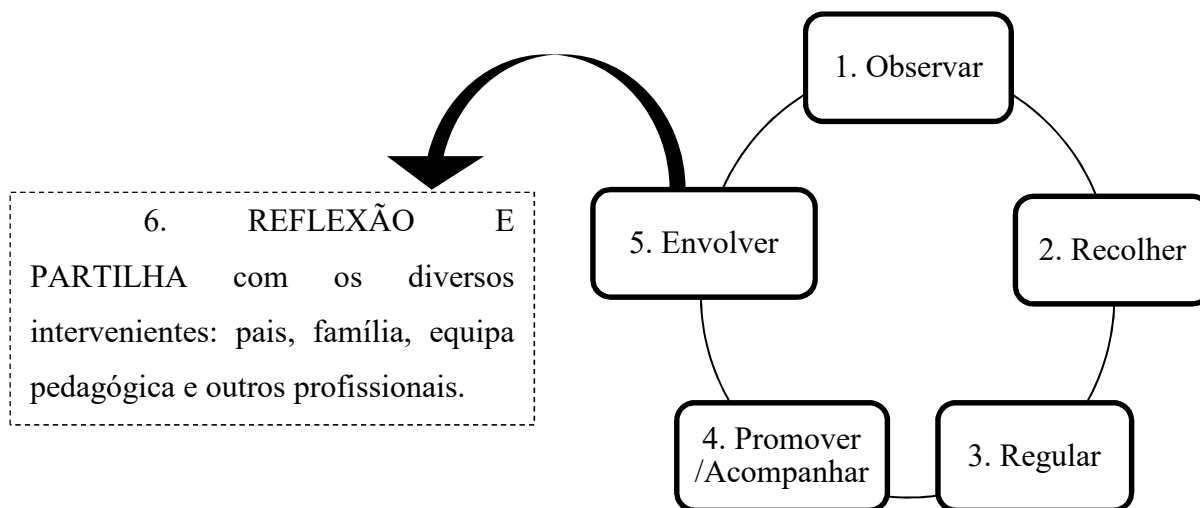 1. Observar
2. Recolher
3. Regular
4. Promover
/Acompanhar
5. Envolver
6. REFLEXÃO E
PARTILHA com os diversos
intervenientes: pais, família, equipa
pedagógica e outros profissionais.